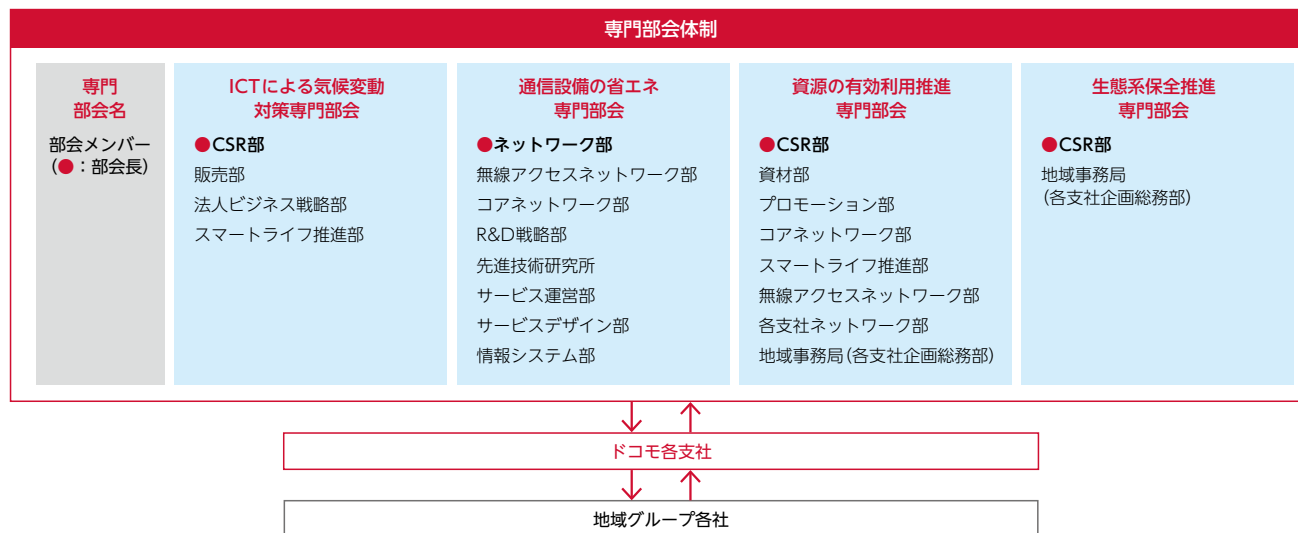 専門部会体制
専門
部会名
部会メンバー
(●：部会長)
ICTによる気候変動
対策専門部会
●CSR部
販売部
法人ビジネス戦略部
スマートライフ推進部
通信設備の省エネ
専門部会
●ネットワーク部
無線アクセスネットワーク部
コアネットワーク部
R&D戦略部
先進技術研究所
サービス運営部
サービスデザイン部
情報システム部
資源の有効利用推進
専門部会
●CSR部
資材部
プロモーション部
コアネットワーク部
スマートライフ推進部
無線アクセスネットワーク部
各支社ネットワーク部
地域事務局(各支社企画総務部)
生態系保全推進
専門部会
●CSR部
地域事務局
(各支社企画総務部)
ドコモ各支社
地域グループ各社